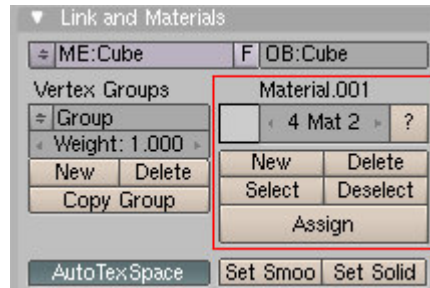 Link and Materials
ME:Cube F OB:Cube
Vertex Groups Material.001
Group 4 Mat 2 ?
Weight: 1.000
New Delete New Delete
Copy Group Select Deselect
Assign
AutoTexSpace Set Smoo Set Solid